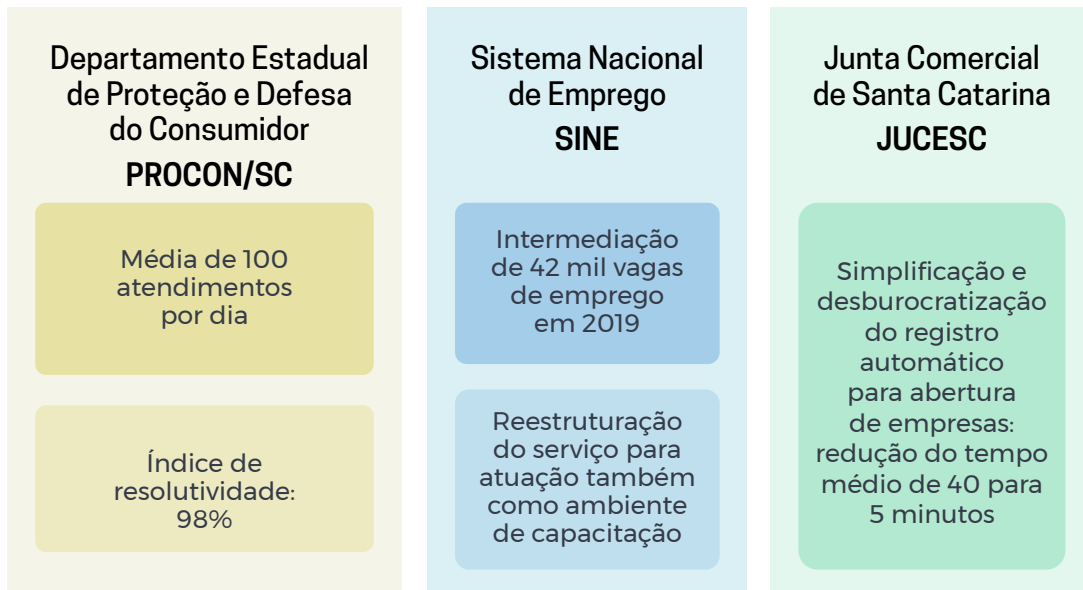 Departamento Estadual
de Proteção e Defesa
do Consumidor
PROCON/SC
Média de 100
atendimentos
por dia
Índice de
resolutividade:
98%
Sistema Nacional
de Emprego
SINE
Intermediação
de 42 mil vagas
de emprego
em 2019
Reestruturação
do serviço para
atuação também
como ambiente
de capacitação
Junta Comercial
de Santa Catarina
JUCESC
Simplificação e
desburocratização
do registro
automático
para abertura
de empresas:
redução do tempo
médio de 40 para
5 minutos